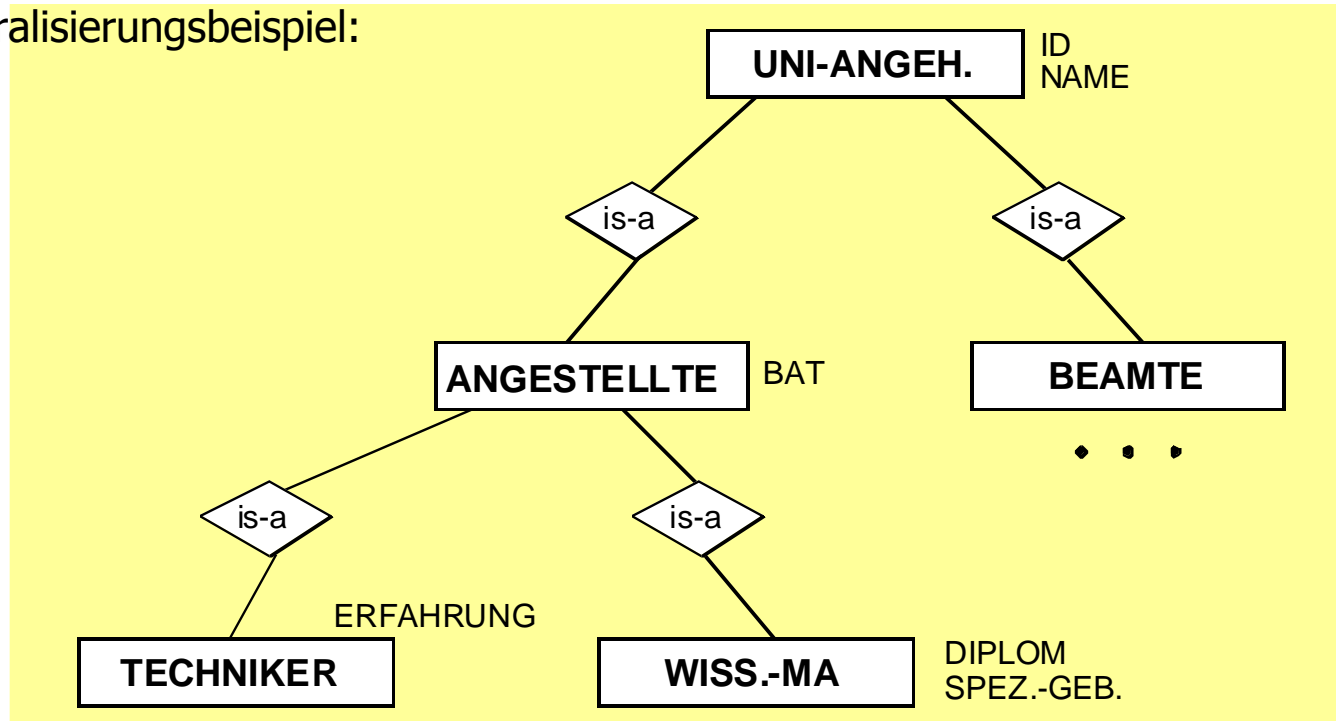 ralisierungsbeispiel:
UNI-ANGEH.
ID
NAME
is-a
is-a
ANGESTELLTE
BAT
BEAMTE
is-a
is-a
ERFAHRUNG
TECHNIKER
WISS.-MA
DIPLOM
SPEZ.-GEB.